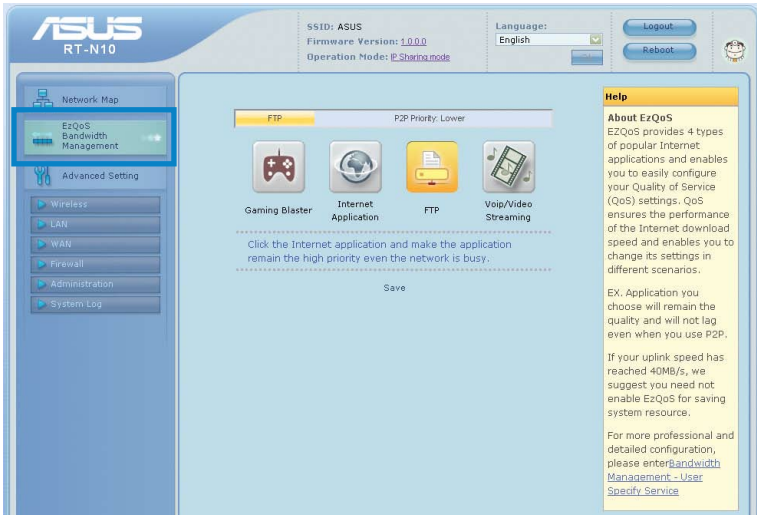 ASUS
RT-N10
SSID: ASUS
Firmware Version: 1.0.0.0
Operation Mode: IP Sharing mode
Language:
English
Logout
Reboot
Network Map
EzQoS
Bandwidth
Management
Advanced Setting
Wireless
LAN
WAN
Firewall
Administration
System Log
FTP
P2P Priority: Lower
Gaming Blaster
Internet
Application
FTP
Voip/Video
Streaming
Click the Internet application and make the application
remain the high priority even the network is busy.
Save
Help
About EzQoS
EZQoS provides 4 types
of popular Internet
applications and enables
you to easily configure
your Quality of Service
(QoS) settings. QoS
ensures the performance
of the Internet download
speed and enables you to
change its settings in
different scenarios.
EX. Application you
choose will remain the
quality and will not lag
even when you use P2P.
If your uplink speed has
reached 40MB/s, we
suggest you need not
enable EzQoS for saving
system resource.
For more professional and
detailed configuration,
please enterBandwidth
Management - User
Specify Service